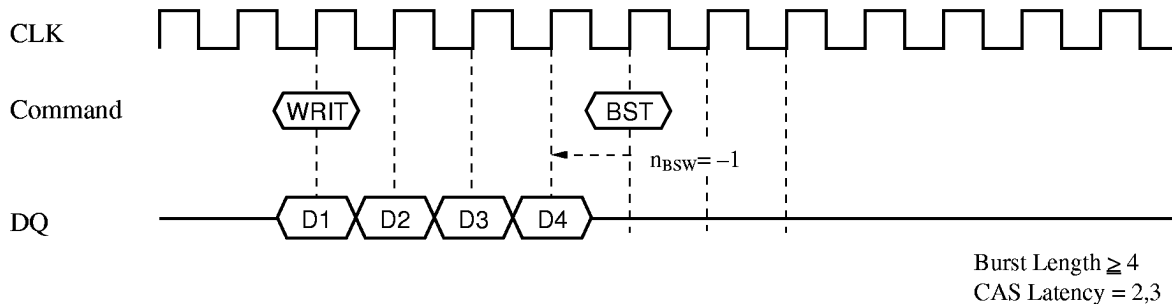 CLK
Command
WRIT
BST
n_BSW = –1
DQ
D1 D2 D3 D4
Burst Length ≧ 4
CAS Latency = 2,3